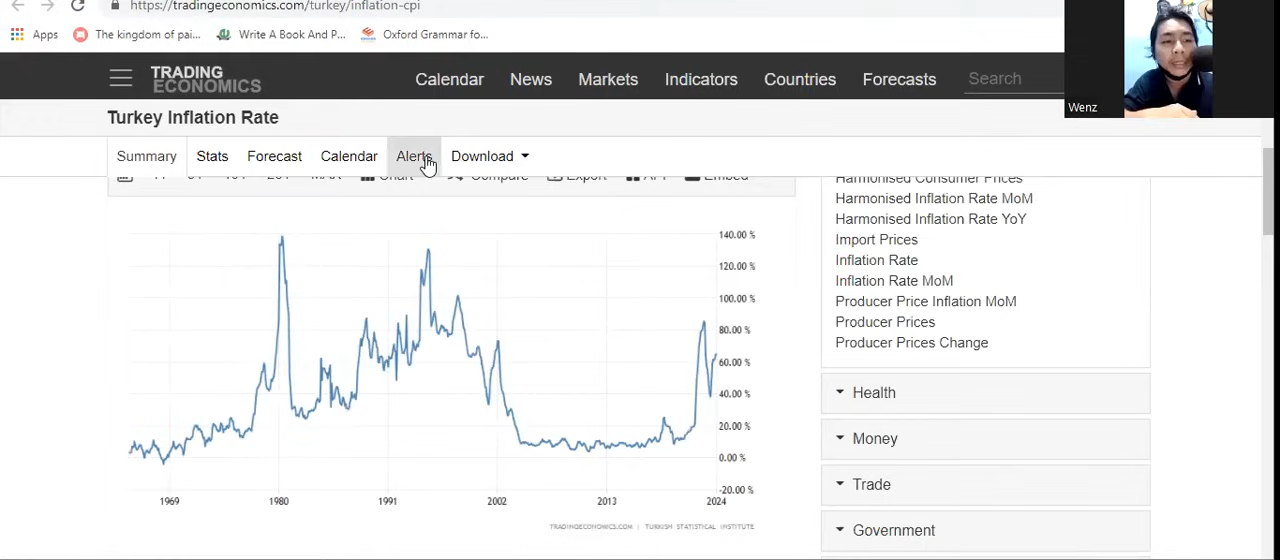 https://tradingeconomics.com/turkey/inflation-cpi
Apps The kingdom of pai... Write A Book And P... Oxford Grammar fo...
TRADING
ECONOMICS
Calendar News Markets Indicators Countries Forecasts Search
Wenz
Turkey Inflation Rate
Summary Stats Forecast Calendar Alerts Download
Chart Compare Export API Embed
140.00 %
120.00 %
100.00 %
80.00 %
60.00 %
40.00 %
20.00 %
0.00 %
-20.00 %
1969 1980 1991 2002 2013 2024
TRADINGECONOMICS.COM | TURKISH STATISTICAL INSTITUTE
Harmonised Consumer Prices
Harmonised Inflation Rate MoM
Harmonised Inflation Rate YoY
Import Prices
Inflation Rate
Inflation Rate MoM
Producer Price Inflation MoM
Producer Prices
Producer Prices Change
Health
Money
Trade
Government